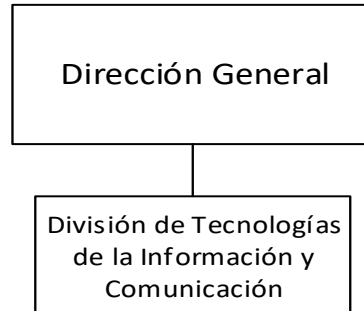 Dirección General
División de Tecnologías
de la Información y
Comunicación